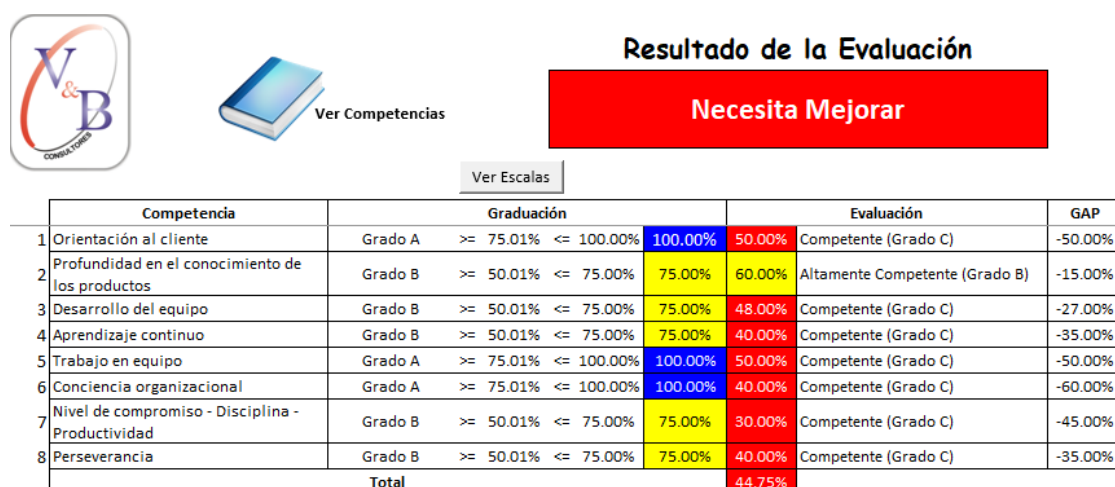 V&B
CONSULTORES
Ver Competencias
Resultado de la Evaluación
Necesita Mejorar
Ver Escalas
Competencia Graduación Evaluación GAP
1 Orientación al cliente Grado A >= 75.01% <= 100.00% 100.00% 50.00% Competente (Grado C) -50.00%
2 Profundidad en el conocimiento de
los productos Grado B >= 50.01% <= 75.00% 75.00% 60.00% Altamente Competente (Grado B) -15.00%
3 Desarrollo del equipo Grado B >= 50.01% <= 75.00% 75.00% 48.00% Competente (Grado C) -27.00%
4 Aprendizaje continuo Grado B >= 50.01% <= 75.00% 75.00% 40.00% Competente (Grado C) -35.00%
5 Trabajo en equipo Grado A >= 75.01% <= 100.00% 100.00% 50.00% Competente (Grado C) -50.00%
6 Conciencia organizacional Grado A >= 75.01% <= 100.00% 100.00% 40.00% Competente (Grado C) -60.00%
7 Nivel de compromiso - Disciplina -
Productividad Grado B >= 50.01% <= 75.00% 75.00% 30.00% Competente (Grado C) -45.00%
8 Perseverancia Grado B >= 50.01% <= 75.00% 75.00% 40.00% Competente (Grado C) -35.00%
Total 44.75%